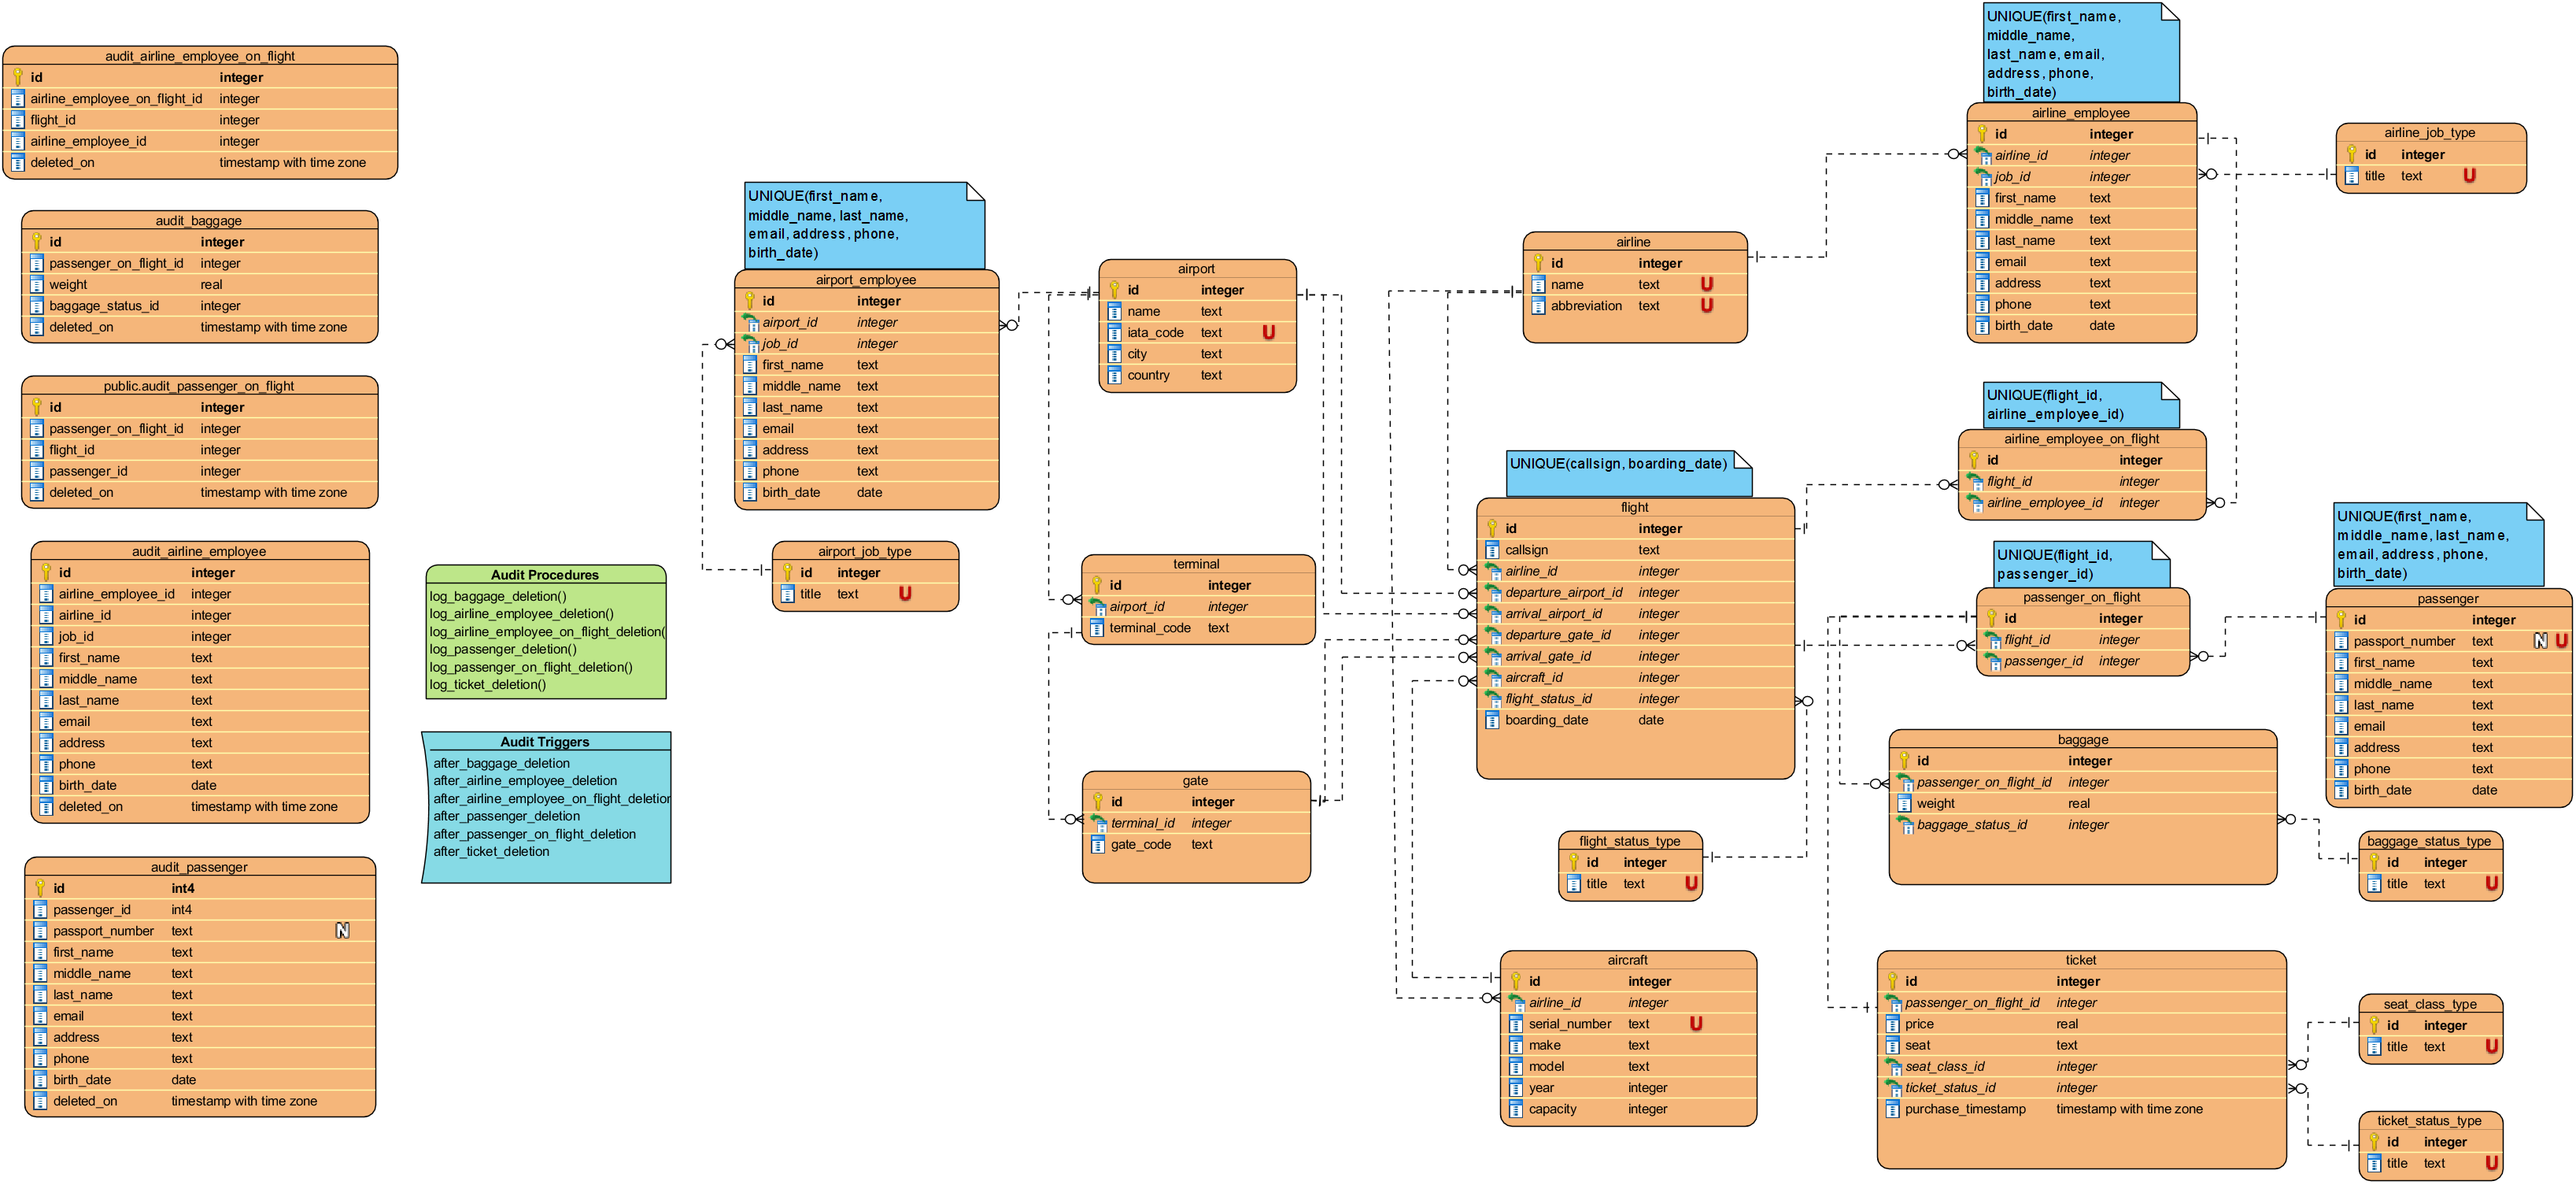 audit_airline_employee_on_flight
id integer
airline_employee_on_flight_id integer
flight_id integer
airline_employee_id integer
deleted_on timestamp with time zone
audit_baggage
id integer
passenger_on_flight_id integer
weight real
baggage_status_id integer
deleted_on timestamp with time zone
public.audit_passenger_on_flight
id integer
passenger_on_flight_id integer
flight_id integer
passenger_id integer
deleted_on timestamp with time zone
audit_airline_employee
id integer
airline_employee_id integer
airline_id integer
job_id integer
first_name text
middle_name text
last_name text
email text
address text
phone text
birth_date date
deleted_on timestamp with time zone
audit_passenger
id int4
passenger_id int4
passport_number text N
first_name text
middle_name text
last_name text
email text
address text
phone text
birth_date date
deleted_on timestamp with time zone
Audit Procedures
log_baggage_deletion()
log_airline_employee_deletion()
log_airline_employee_on_flight_deletion(
log_passenger_deletion()
log_passenger_on_flight_deletion()
log_ticket_deletion()
Audit Triggers
after_baggage_deletion
after_airline_employee_deletion
after_airline_employee_on_flight_deletion
after_passenger_deletion
after_passenger_on_flight_deletion
after_ticket_deletion
UNIQUE(first_name,
middle_name, last_name,
email, address, phone,
birth_date)
airport_employee
id integer
airport_id integer
job_id integer
first_name text
middle_name text
last_name text
email text
address text
phone text
birth_date date
airport_job_type
id integer
title text U
airport
id integer
name text
iata_code text U
city text
country text
terminal
id integer
airport_id integer
terminal_code text
gate
id integer
terminal_id integer
gate_code text
airline
id integer
name text U
abbreviation text U
UNIQUE(callsign, boarding_date)
flight
id integer
callsign text
airline_id integer
departure_airport_id integer
arrival_airport_id integer
departure_gate_id integer
arrival_gate_id integer
aircraft_id integer
flight_status_id integer
boarding_date date
flight_status_type
id integer
title text U
aircraft
id integer
airline_id integer
serial_number text U
make text
model text
year integer
capacity integer
UNIQUE(first_name,
middle_name,
last_name, email,
address, phone,
birth_date)
airline_employee
id integer
airline_id integer
job_id integer
first_name text
middle_name text
last_name text
email text
address text
phone text
birth_date date
airline_job_type
id integer
title text U
UNIQUE(flight_id,
airline_employee_id)
airline_employee_on_flight
id integer
flight_id integer
airline_employee_id integer
UNIQUE(flight_id,
passenger_id)
passenger_on_flight
id integer
flight_id integer
passenger_id integer
UNIQUE(first_name,
middle_name, last_name,
email, address, phone,
birth_date)
passenger
id integer
passport_number text N U
first_name text
middle_name text
last_name text
email text
address text
phone text
birth_date date
baggage
id integer
passenger_on_flight_id integer
weight real
baggage_status_id integer
baggage_status_type
id integer
title text U
ticket
id integer
passenger_on_flight_id integer
price real
seat text
seat_class_id integer
ticket_status_id integer
purchase_timestamp timestamp with time zone
seat_class_type
id integer
title text U
ticket_status_type
id integer
title text U